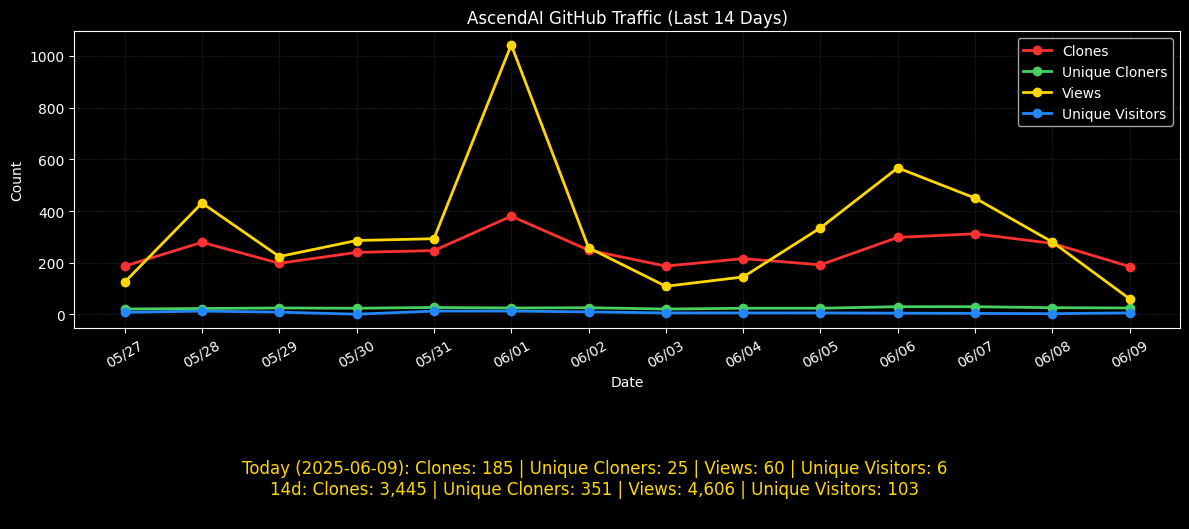 AscendAI GitHub Traffic (Last 14 Days)
Clones
Unique Cloners
Views
Unique Visitors
Count
1000
800
600
400
200
0
05/27
05/28
05/29
05/30
05/31
06/01
06/02
06/03
06/04
06/05
06/06
06/07
06/08
06/09
Date
Today (2025-06-09): Clones: 185 | Unique Cloners: 25 | Views: 60 | Unique Visitors: 6
14d: Clones: 3,445 | Unique Cloners: 351 | Views: 4,606 | Unique Visitors: 103